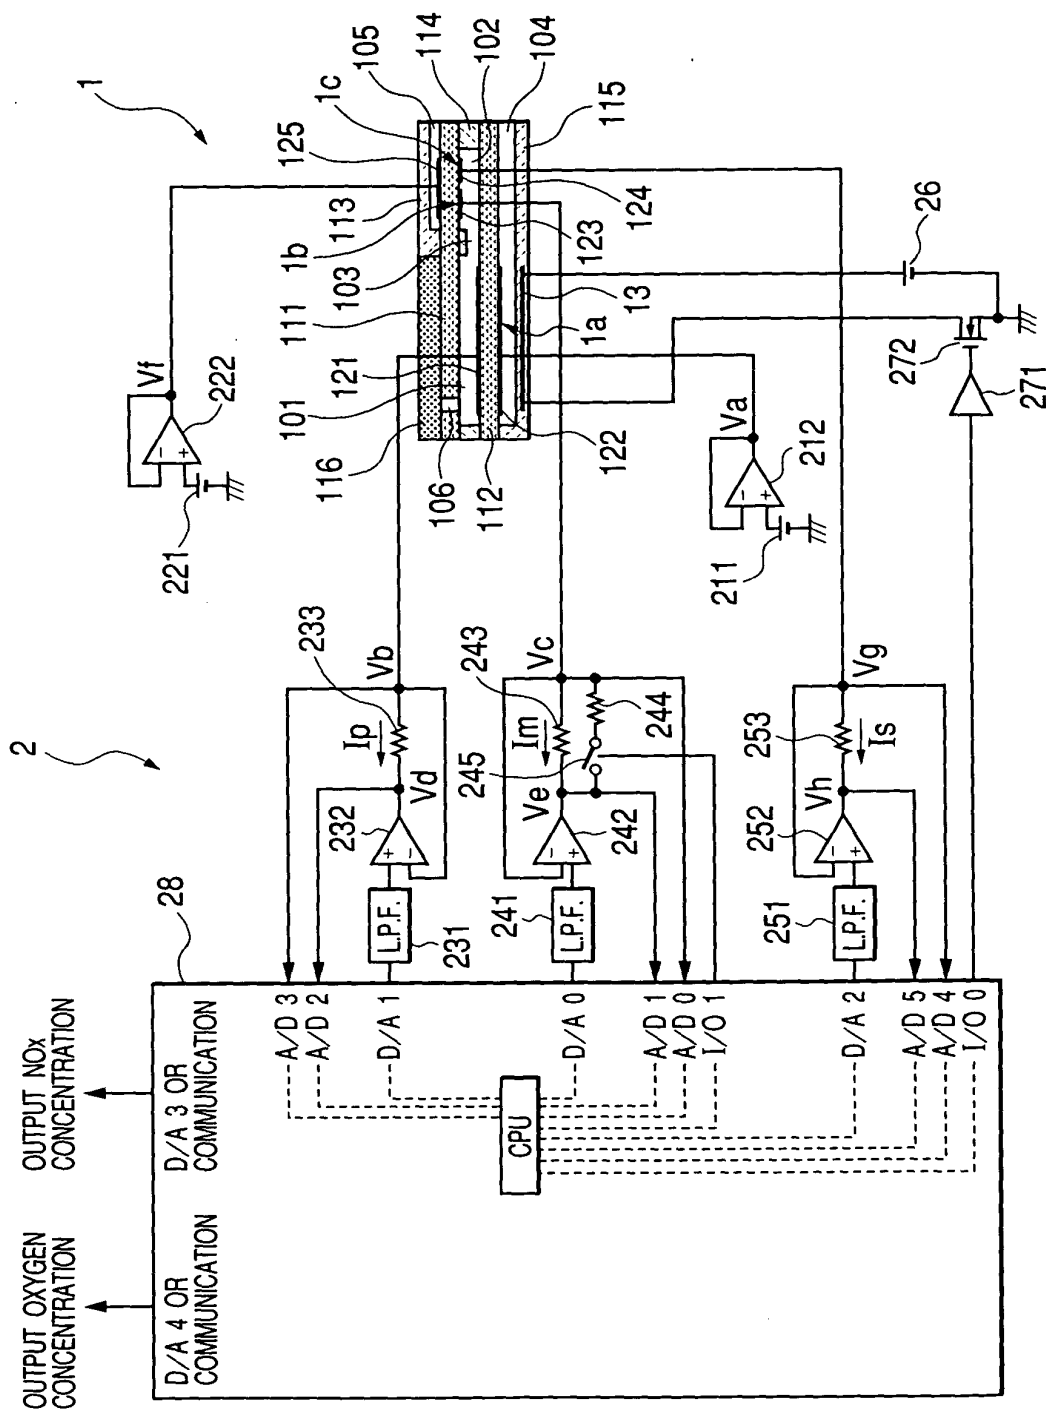 OUTPUT OXYGEN
CONCENTRATION
OUTPUT NOx
CONCENTRATION
2
1
28
D/A 4 OR
COMMUNICATION
D/A 3 OR
COMMUNICATION
A/D 3
A/D 2
D/A 1
D/A 0
A/D 1
A/D 0
I/O 1
D/A 2
A/D 5
A/D 4
I/O 0
CPU
L.P.F.
231
232
Vd
Ip
233
Vb
L.P.F.
241
242
Ve
Im
243
Vc
245
244
L.P.F.
251
252
Vh
Is
253
Vg
221
222
Vf
211
212
Va
116
101
121
111
103
1b
113
125
1c
105
114
102
104
106
112
122
1a
13
123
124
115
26
272
271